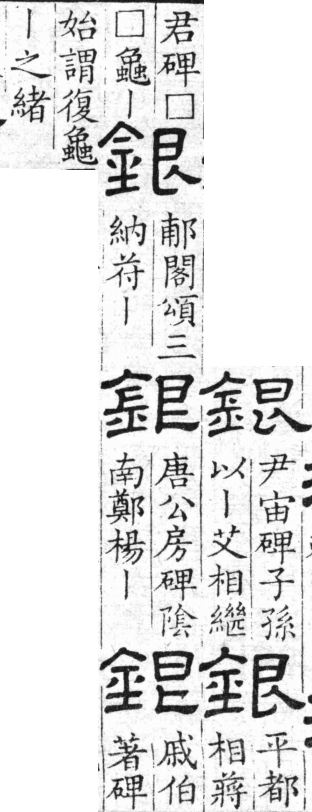 銀
尹宙碑子孫
以丨艾相繼
銀
平都
相蔣
君碑□
□龜丨
銀
郙閣頌三
納苻丨
銀
唐公房碑陰
南鄭楊丨
銀
戚伯
著碑
始謂復龜
丨之緒